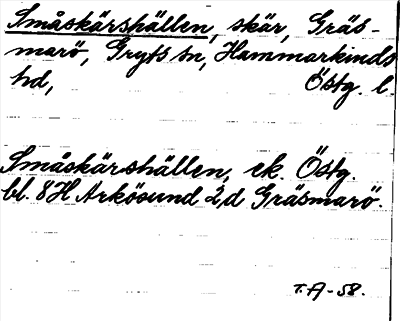 Småskärshällen, skär, Gräs-
marö, Gryts sn, Hammarkinds
hd, Östg. l.
Småskärshällen, ek. Östg.
bl. 8H Arkösund 2,d Gräsmarö.
T.A-58.